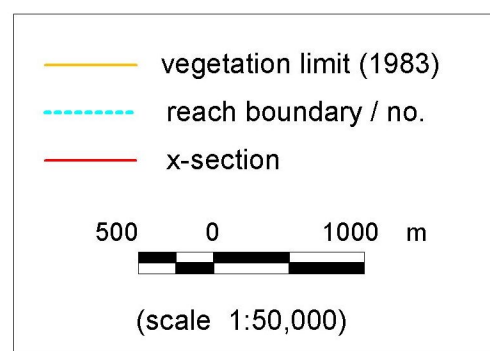 vegetation limit (1983)
reach boundary / no.
x-section
500 0 1000 m
(scale 1:50,000)